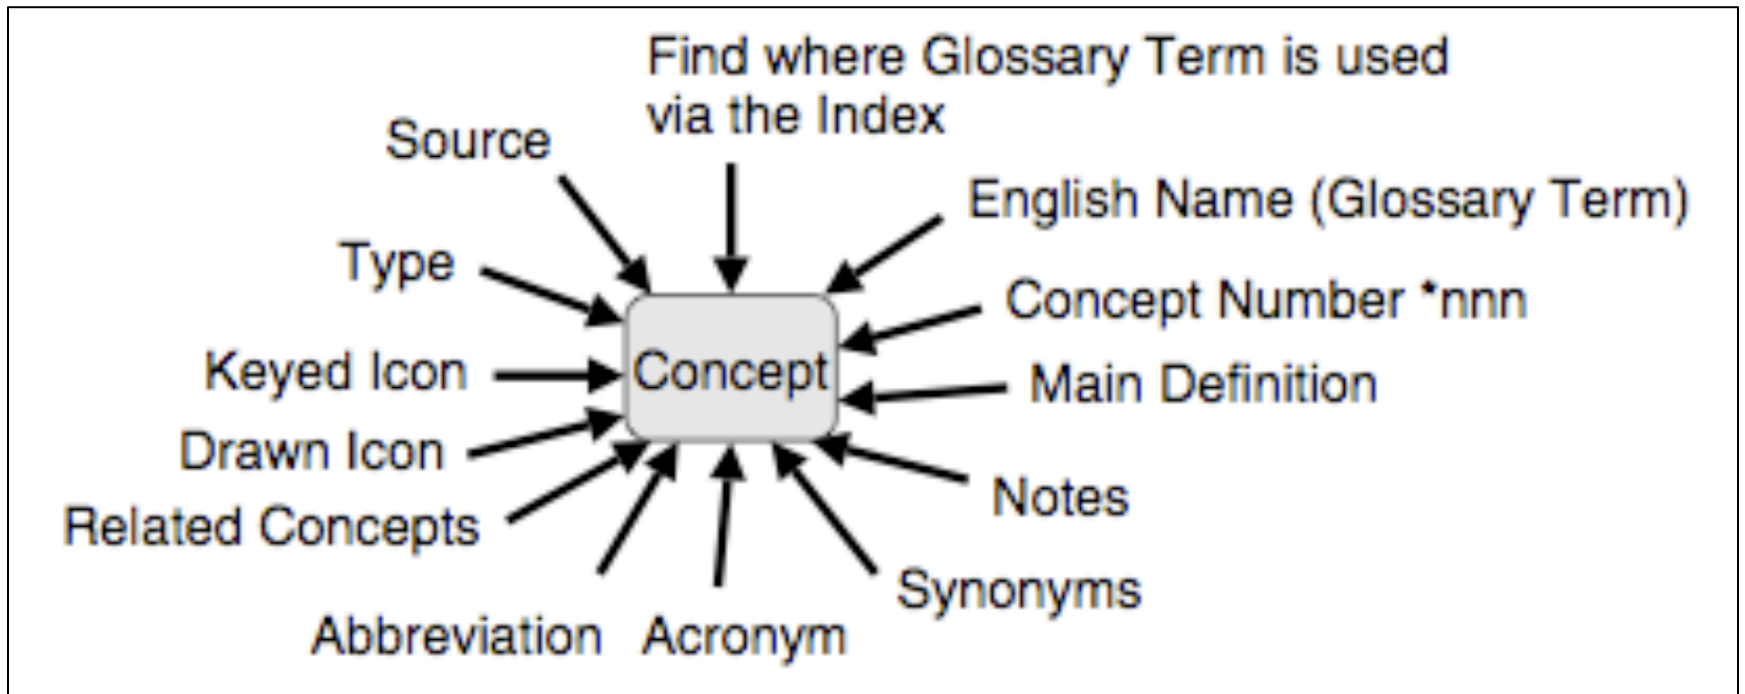 Find where Glossary Term is used
via the Index
Source
English Name (Glossary Term)
Type
Concept Number *nnn
Keyed Icon
Concept
Main Definition
Drawn Icon
Notes
Related Concepts
Synonyms
Abbreviation
Acronym